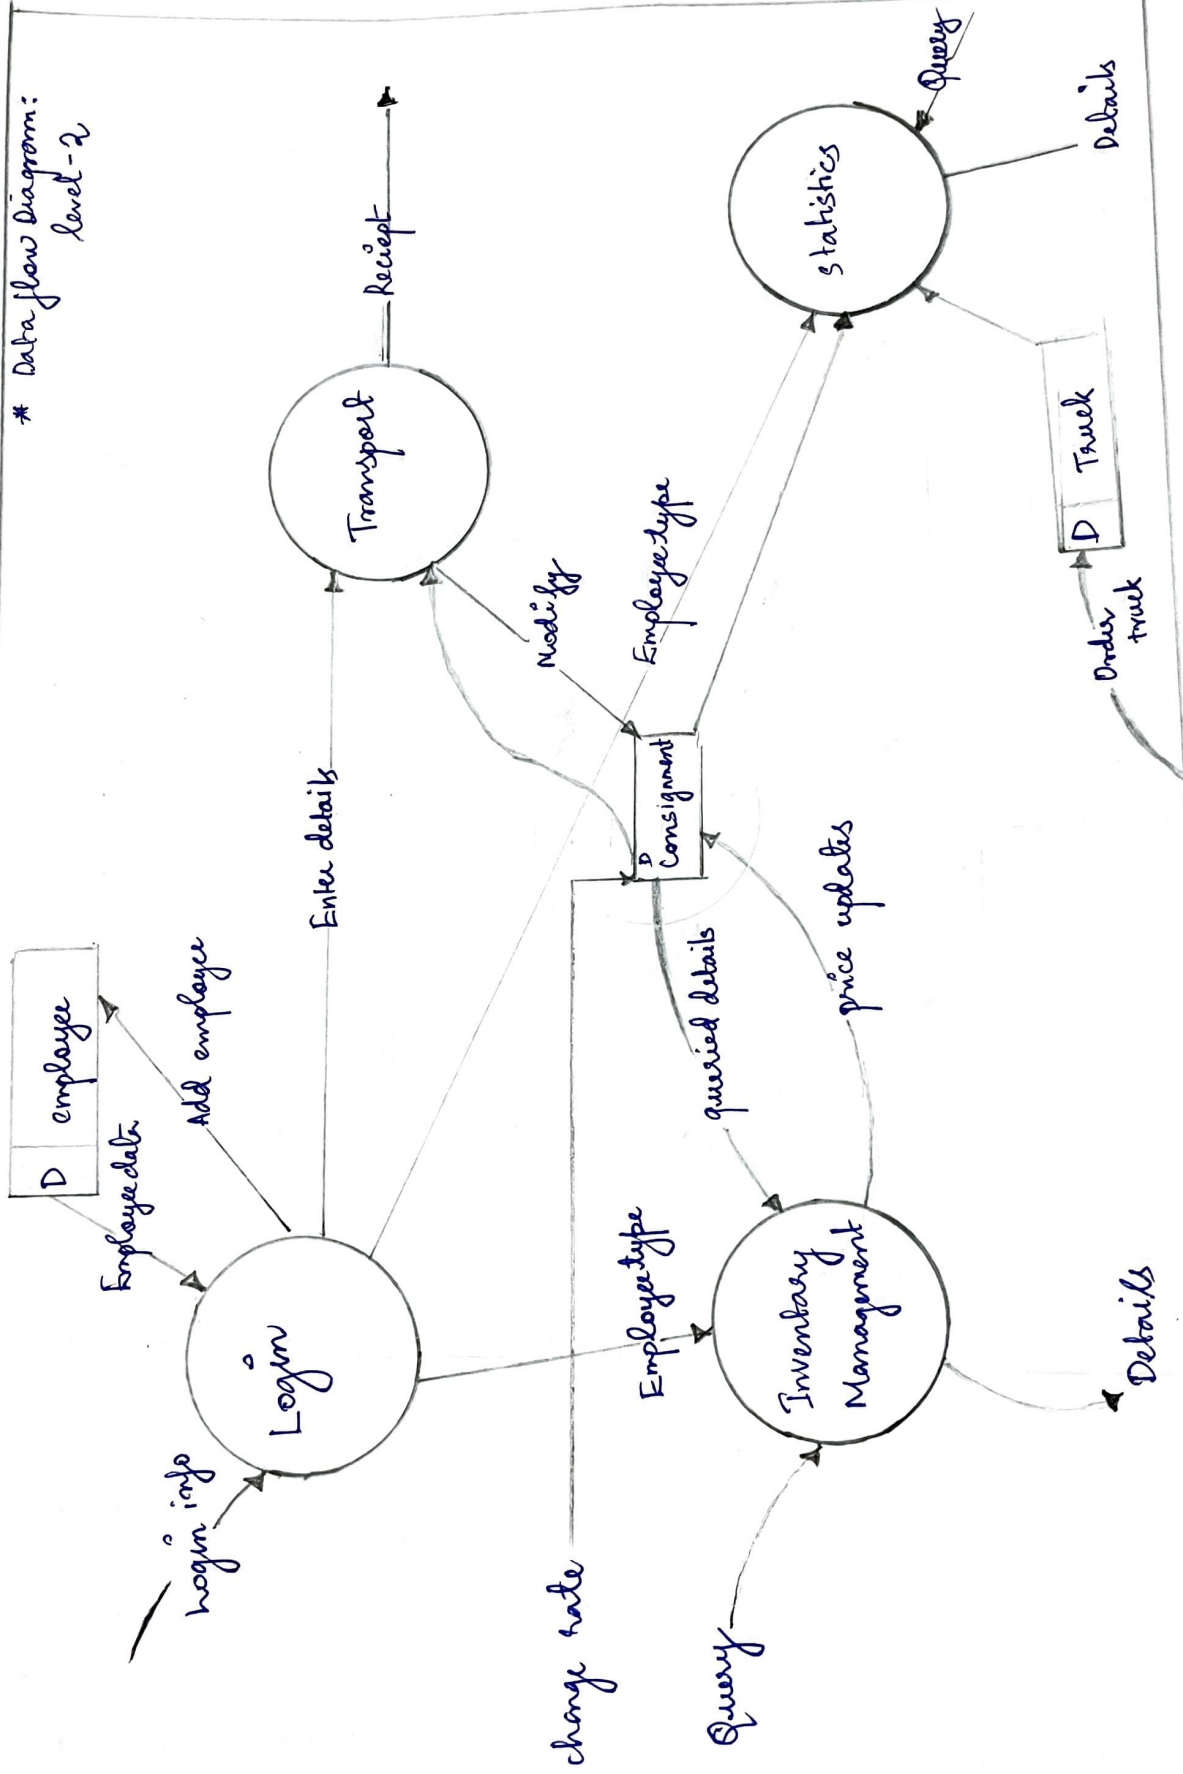 * Data flow Diagram:
level-2
D employee
Employee data
Add employee
Login info
Login
Enter details
Transport
Reciept
Modify
Employee type
change rate
D
Consignment
Employee type
queried details
price updates
Query
Inventary
Management
Details
Statistics
Query
Details
D Truck
Order
truck